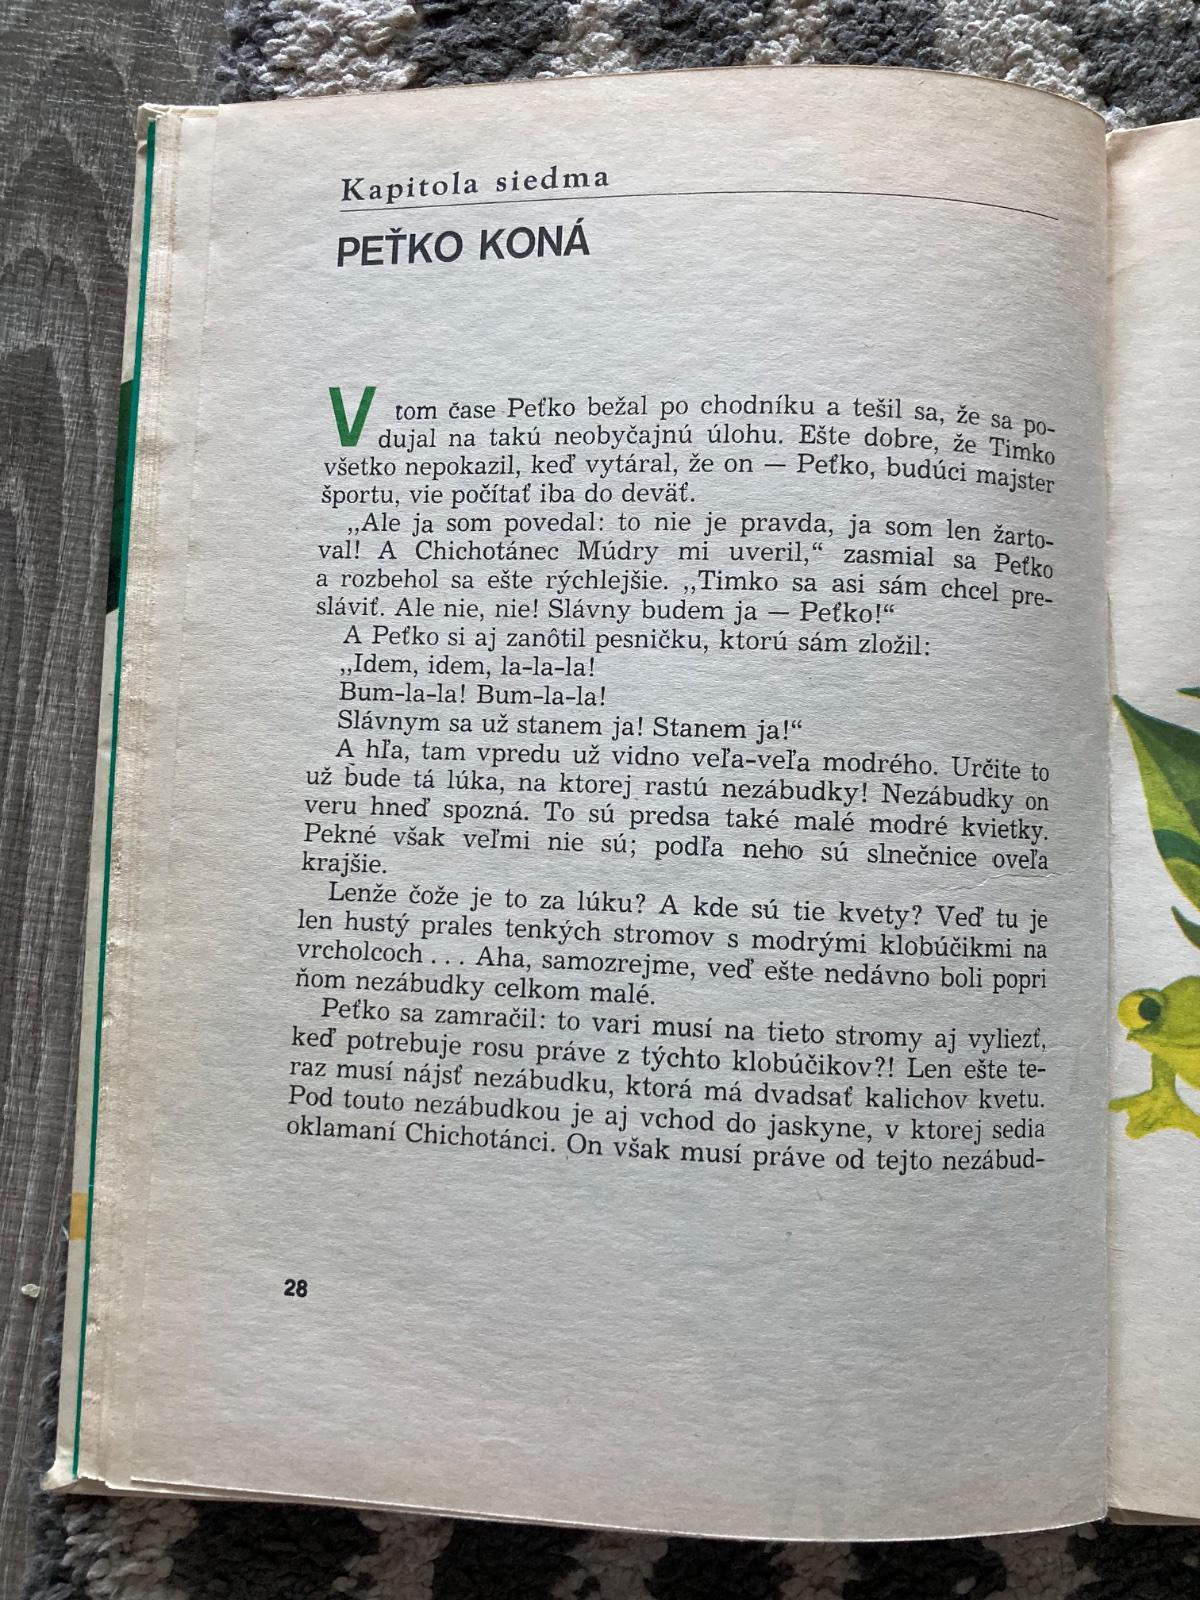 Kapitola siedma
PEŤKO KONÁ
V tom čase Peťko bežal po chodníku a tešil sa, že sa po-
dujal na takú neobyčajnú úlohu. Ešte dobre, že Timko
všetko nepokazil, keď vytáral, že on — Peťko, budúci majster
športu, vie počítať iba do deväť.
„Ale ja som povedal: to nie je pravda, ja som len žarto-
val! A Chichotánec Múdry mi uveril,“ zasmial sa Peťko
a rozbehol sa ešte rýchlejšie. „Timko sa asi sám chcel pre-
sláviť. Ale nie, nie! Slávny budem ja — Peťko!“
A Peťko si aj zanôtil pesničku, ktorú sám zložil:
„Idem, idem, la-la-la!
Bum-la-la! Bum-la-la!
Slávnym sa už stanem ja! Stanem ja!“
A hľa, tam vpredu už vidno veľa-veľa modrého. Určite to
už bude tá lúka, na ktorej rastú nezábudky! Nezábudky on
veru hneď spozná. To sú predsa také malé modré kvietky.
Pekné však veľmi nie sú; podľa neho sú slnečnice oveľa
krajšie.
Lenže čože je to za lúku? A kde sú tie kvety? Veď tu je
len hustý prales tenkých stromov s modrými klobúčikmi na
vrcholcoch ... Aha, samozrejme, veď ešte nedávno boli popri
ňom nezábudky celkom malé.
Peťko sa zamračil: to vari musí na tieto stromy aj vyliezť,
keď potrebuje rosu práve z týchto klobúčikov?! Len ešte te-
raz musí nájsť nezábudku, ktorá má dvadsať kalichov kvetu.
Pod touto nezábudkou je aj vchod do jaskyne, v ktorej sedia
oklamaní Chichotánci. On však musí práve od tejto nezábud-
28